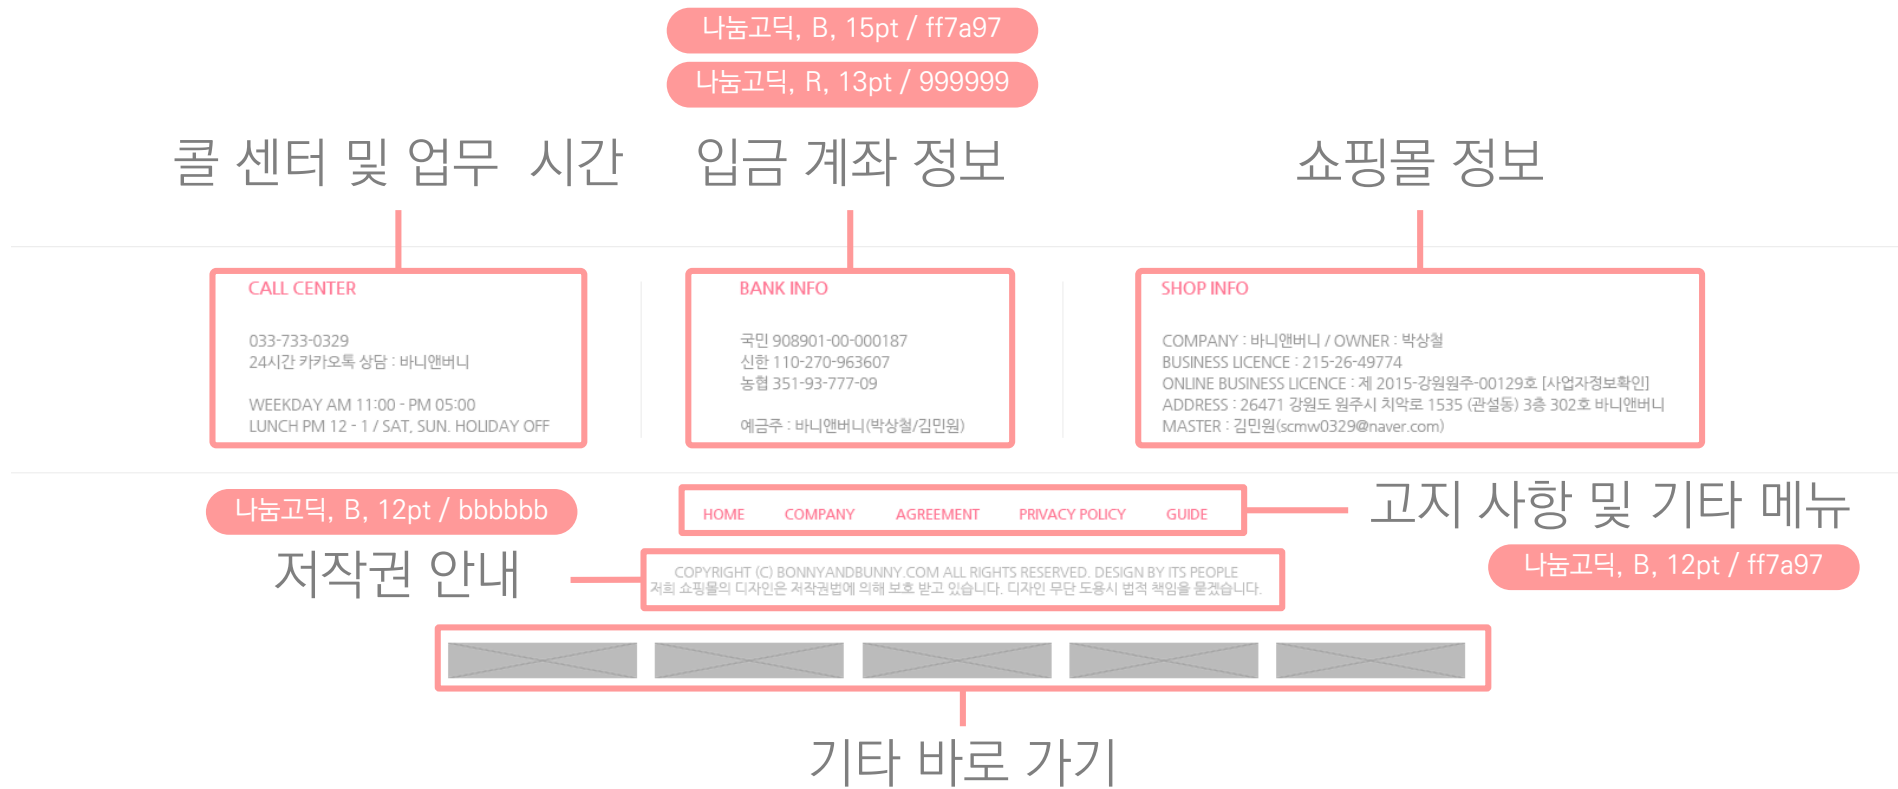 나눔고딕, B, 15pt / ff7a97
나눔고딕, R, 13pt / 999999
콜 센터 및 업무 시간
입금 계좌 정보
쇼핑몰 정보
CALL CENTER
033-733-0329
24시간 카카오톡 상담 : 바니앤버니
WEEKDAY AM 11:00 - PM 05:00
LUNCH PM 12 - 1 / SAT, SUN. HOLIDAY OFF
BANK INFO
국민 908901-00-000187
신한 110-270-963607
농협 351-93-777-09
예금주 : 바니앤버니(박상철/김민원)
SHOP INFO
COMPANY : 바니앤버니 / OWNER : 박상철
BUSINESS LICENCE : 215-26-49774
ONLINE BUSINESS LICENCE : 제 2015-강원원주-00129호 [사업자정보확인]
ADDRESS : 26471 강원도 원주시 치악로 1535 (관설동) 3층 302호 바니앤버니
MASTER : 김민원(scmw0329@naver.com)
나눔고딕, B, 12pt / bbbbbb
HOME COMPANY AGREEMENT PRIVACY POLICY GUIDE
고지 사항 및 기타 메뉴
나눔고딕, B, 12pt / ff7a97
저작권 안내
COPYRIGHT (C) BONNYANDBUNNY.COM ALL RIGHTS RESERVED. DESIGN BY ITS PEOPLE
저희 쇼핑몰의 디자인은 저작권법에 의해 보호 받고 있습니다. 디자인 무단 도용시 법적 책임을 묻겠습니다.
기타 바로 가기